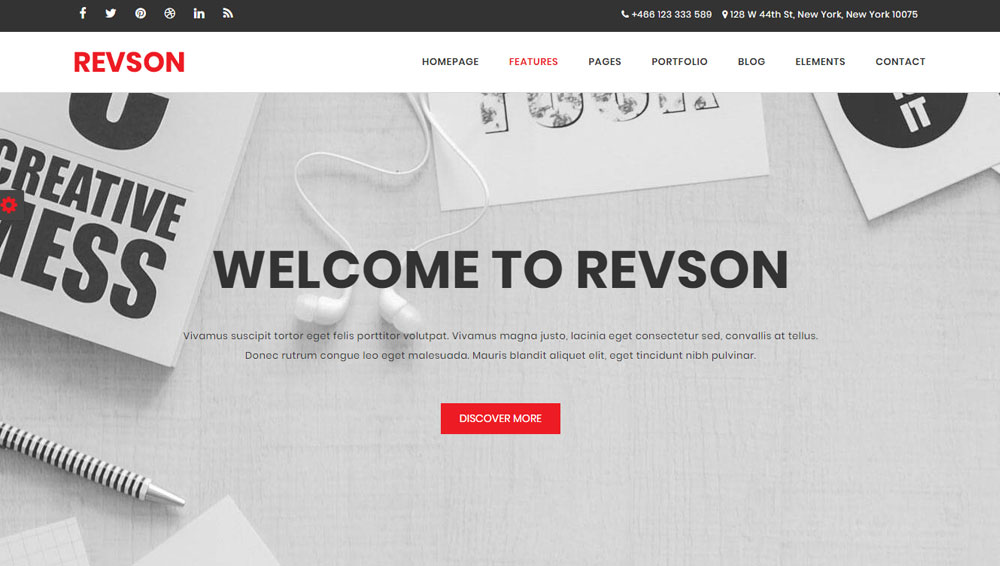 +466 123 333 589 128 W 44th St, New York, New York 10075
REVSON
HOMEPAGE FEATURES PAGES PORTFOLIO BLOG ELEMENTS CONTACT
CREATIVE
MESS
IT
WELCOME TO REVSON
Vivamus suscipit tortor eget felis porttitor volutpat. Vivamus magna justo, lacinia eget consectetur sed, convallis at tellus.
Donec rutrum congue leo eget malesuada. Mauris blandit aliquet elit, eget tincidunt nibh pulvinar.
DISCOVER MORE